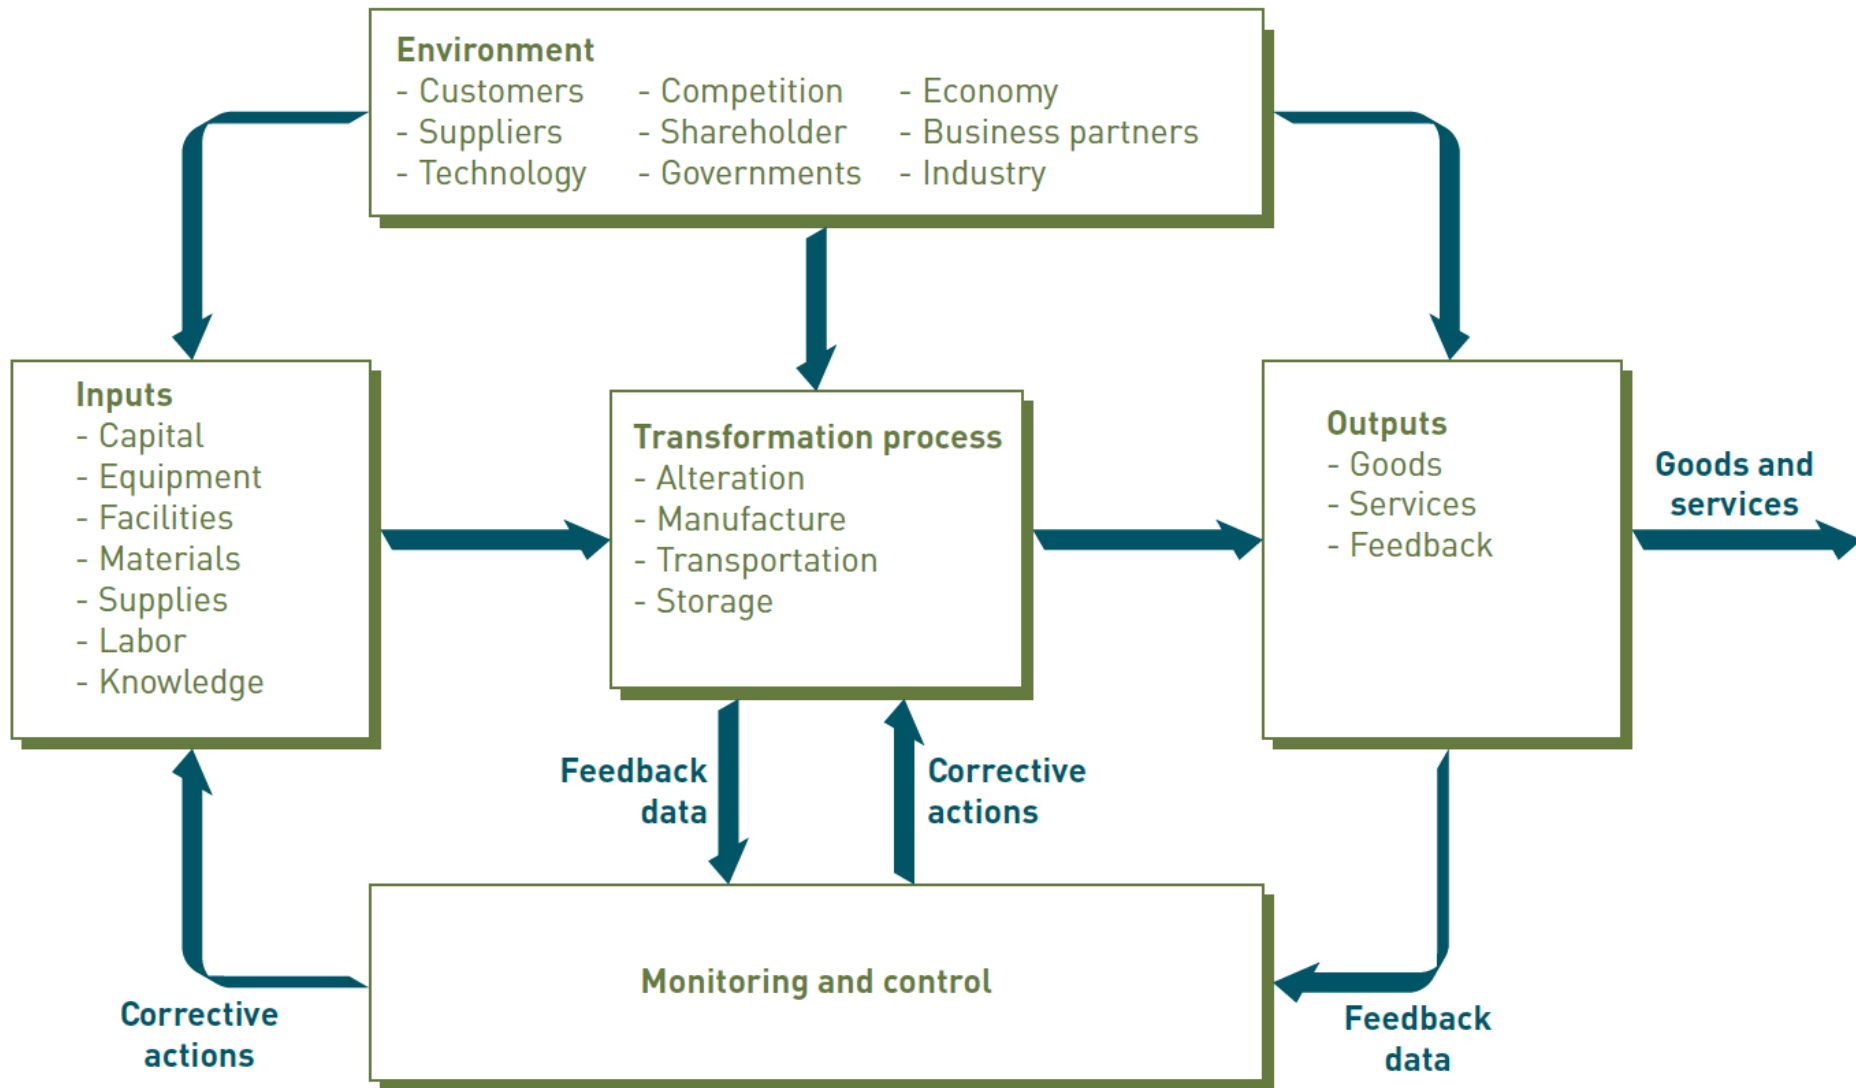 Environment
- Customers - Competition - Economy
- Suppliers - Shareholder - Business partners
- Technology - Governments - Industry
Inputs
- Capital
- Equipment
- Facilities
- Materials
- Supplies
- Labor
- Knowledge
Transformation process
- Alteration
- Manufacture
- Transportation
- Storage
Outputs
- Goods
- Services
- Feedback
Goods and
services
Feedback
data
Corrective
actions
Monitoring and control
Corrective
actions
Feedback
data